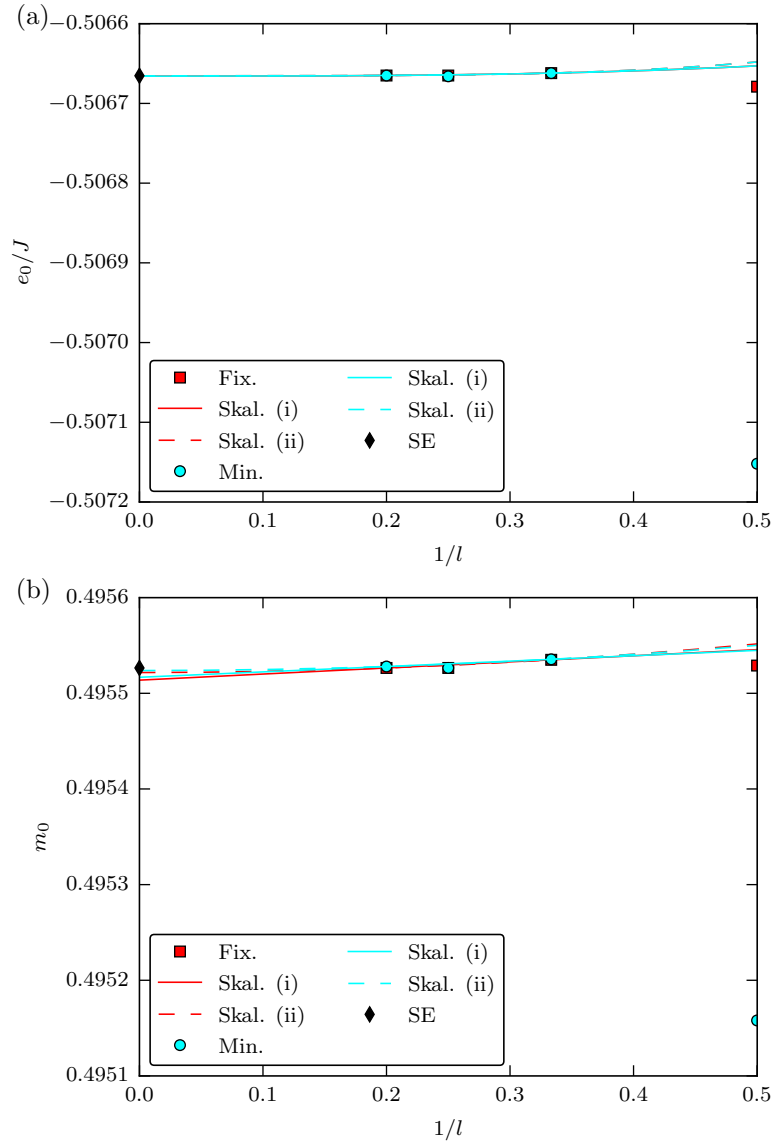 (a)
−0.5066
−0.5067
−0.5068
−0.5069
−0.5070
−0.5071
−0.5072
e₀/J
Fix.
Skal. (i)
Skal. (ii)
Min.
Skal. (i)
Skal. (ii)
SE
0.0 0.1 0.2 0.3 0.4 0.5
1/l
(b)
0.4956
0.4955
0.4954
0.4953
0.4952
0.4951
m₀
Fix.
Skal. (i)
Skal. (ii)
Min.
Skal. (i)
Skal. (ii)
SE
0.0 0.1 0.2 0.3 0.4 0.5
1/l